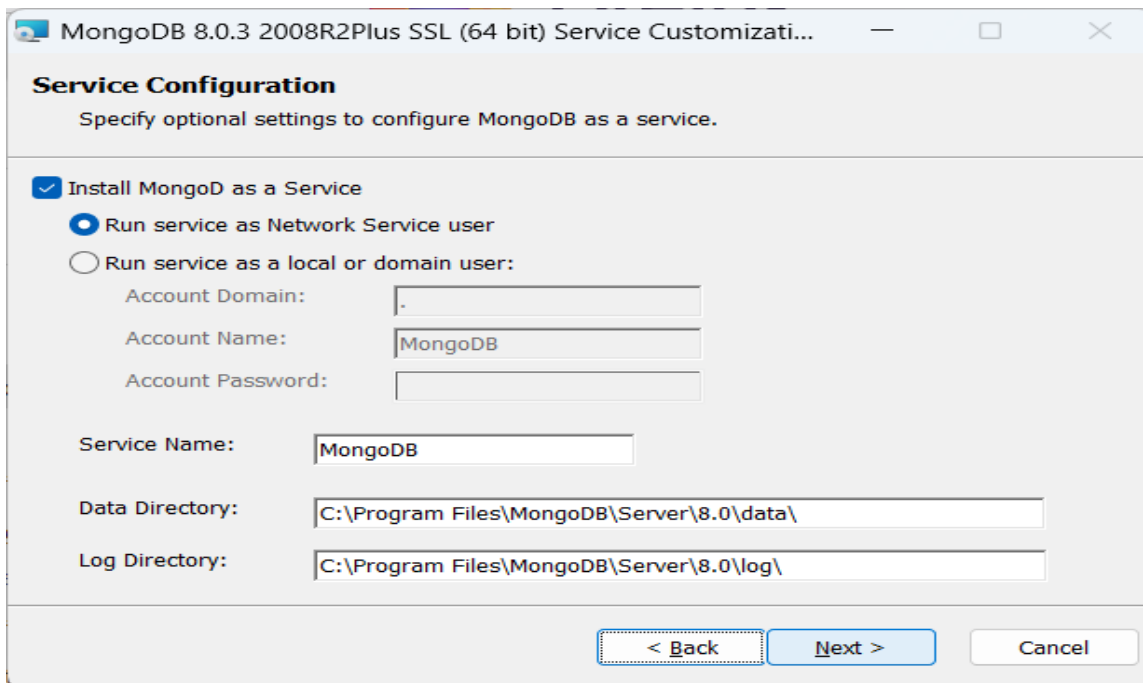 MongoDB 8.0.3 2008R2Plus SSL (64 bit) Service Customizati...
Service Configuration
Specify optional settings to configure MongoDB as a service.
Install MongoD as a Service
Run service as Network Service user
Run service as a local or domain user:
Account Domain: .
Account Name: MongoDB
Account Password:
Service Name: MongoDB
Data Directory: C:\Program Files\MongoDB\Server\8.0\data\
Log Directory: C:\Program Files\MongoDB\Server\8.0\log\
< Back Next > Cancel